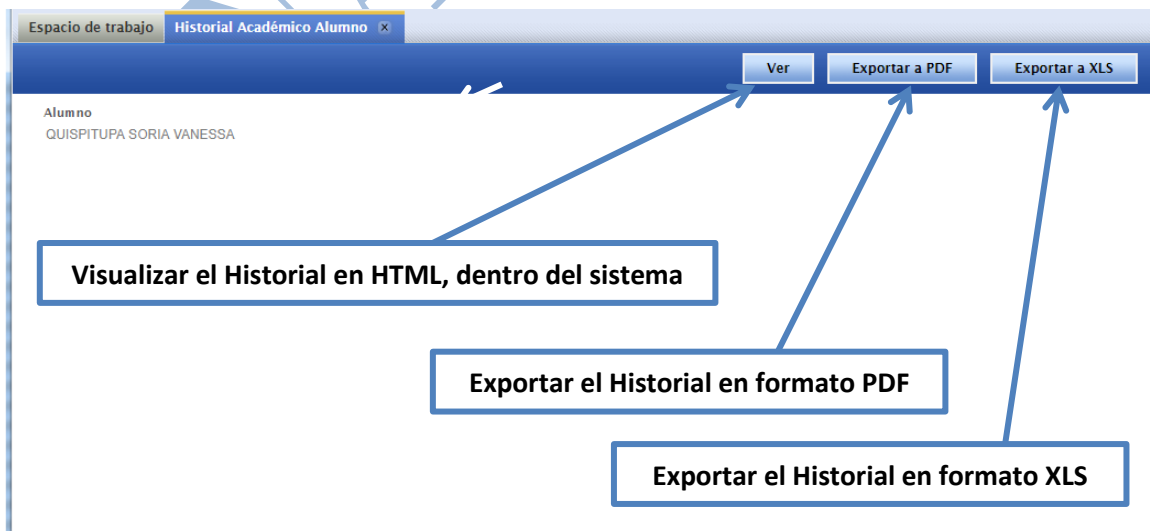 Espacio de trabajo Historial Académico Alumno x
Ver Exportar a PDF Exportar a XLS
Alumno
QUISPITUPA SORIA VANESSA
Visualizar el Historial en HTML, dentro del sistema
Exportar el Historial en formato PDF
Exportar el Historial en formato XLS